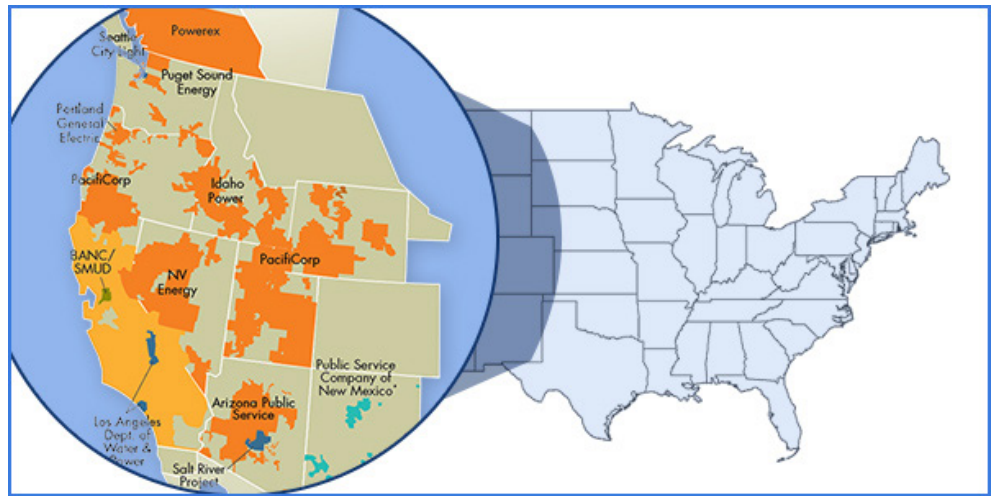 Powerex
Seattle
City Light
Puget Sound
Energy
Portland
General
Electric
PacifiCorp
Idaho
Power
BANC/
SMUD
NV
Energy
PacifiCorp
Public Service
Company of
New Mexico*
Arizona Public
Service
Los Angeles
Dept. of
Water &
Power
Salt River
Project